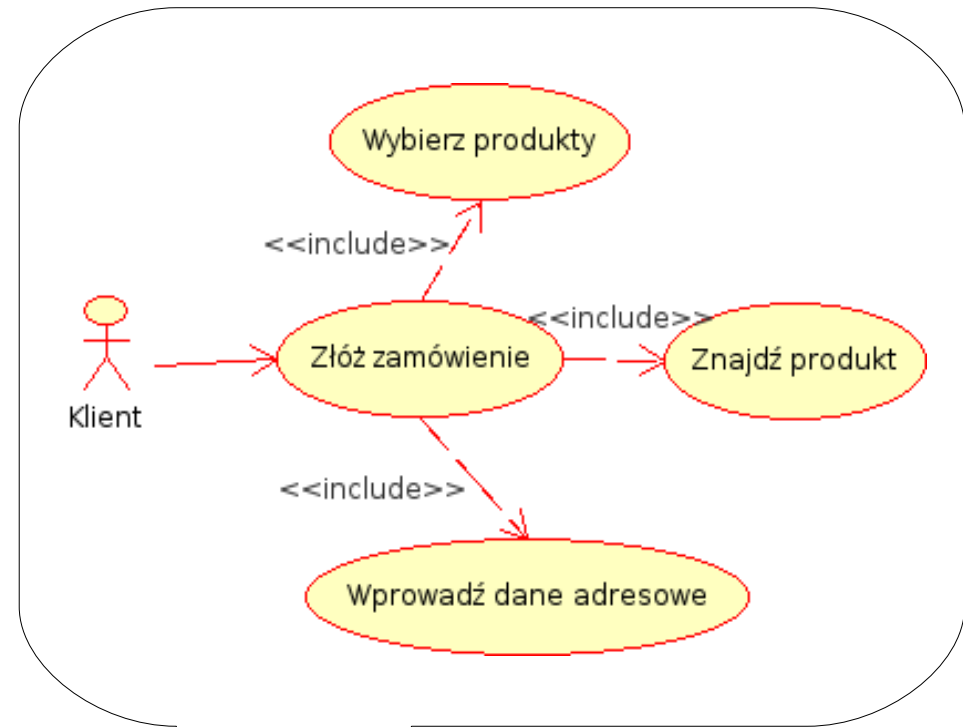 Wybierz produkty
<<include>>
<<include>>
Złóż zamówienie
Znajdź produkt
Klient
<<include>>
Wprowadź dane adresowe